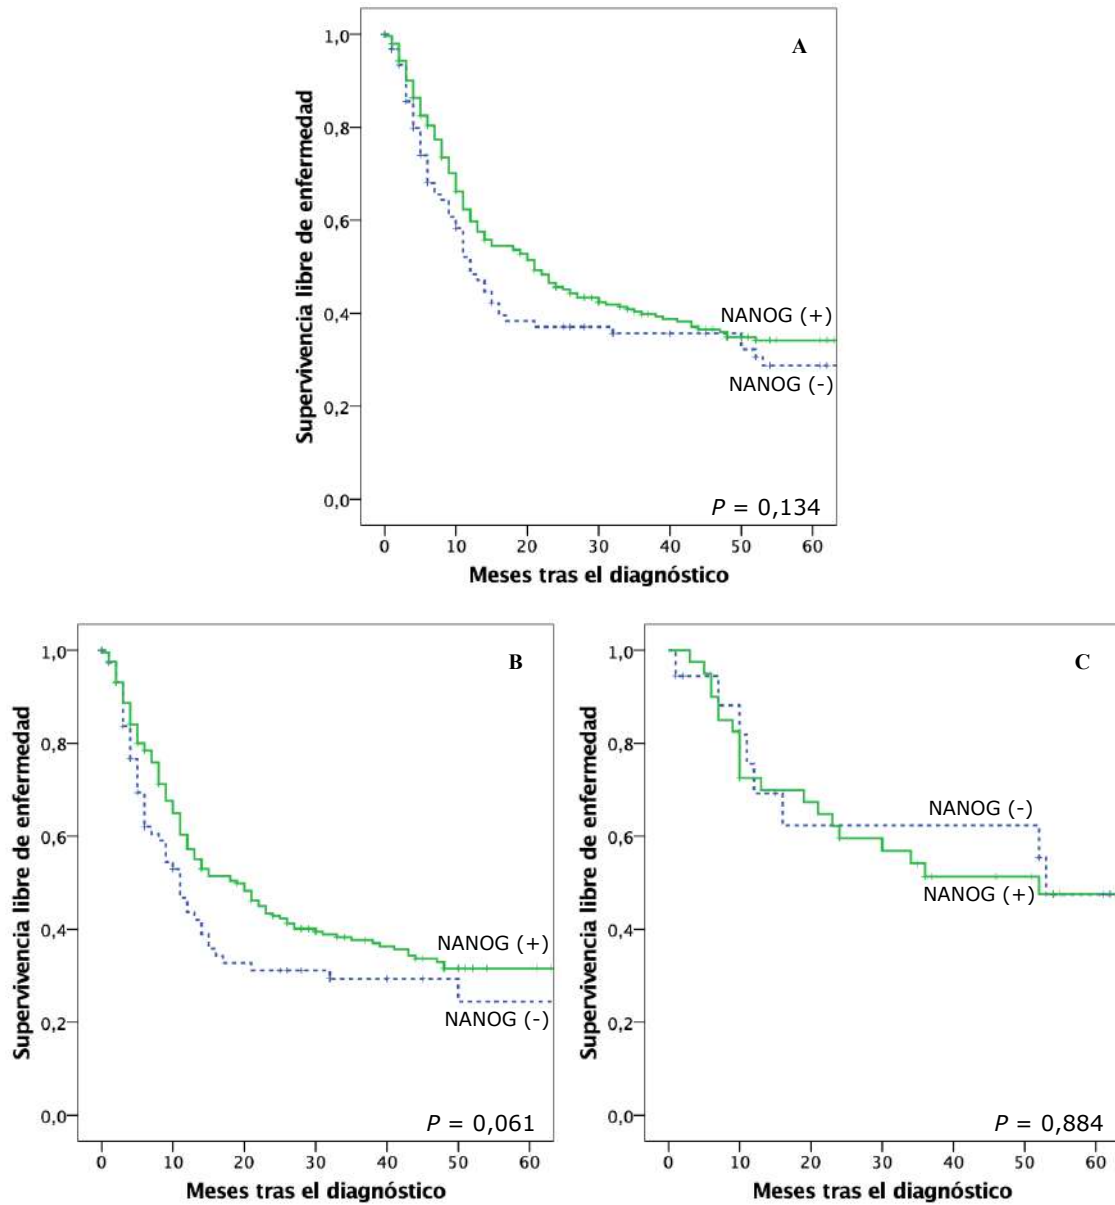 A
Supervivencia libre de enfermedad
1,0
0,8
0,6
0,4
0,2
0,0
NANOG (+)
NANOG (-)
P = 0,134
0 10 20 30 40 50 60
Meses tras el diagnóstico
B
Supervivencia libre de enfermedad
1,0
0,8
0,6
0,4
0,2
0,0
NANOG (+)
NANOG (-)
P = 0,061
0 10 20 30 40 50 60
Meses tras el diagnóstico
C
Supervivencia libre de enfermedad
1,0
0,8
0,6
0,4
0,2
0,0
NANOG (-)
NANOG (+)
P = 0,884
0 10 20 30 40 50 60
Meses tras el diagnóstico